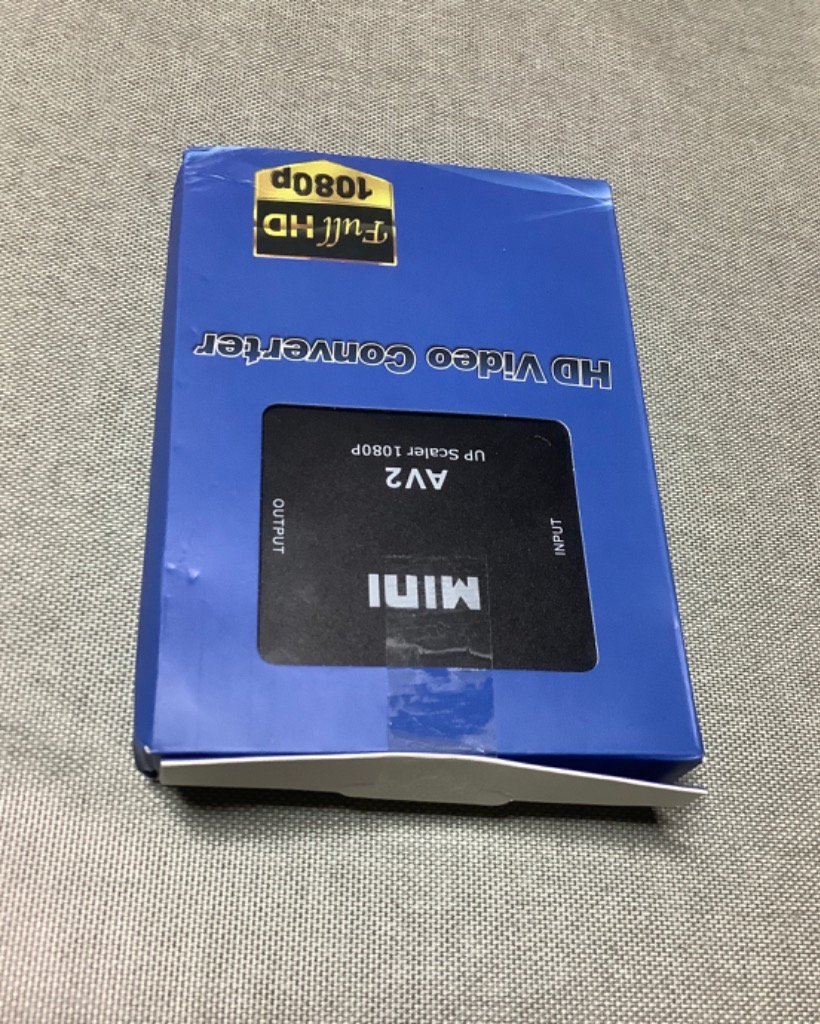 Full HD
1080p
HD Video Converter
MINI
INPUT
OUTPUT
AV2
UP Scaler 1080P